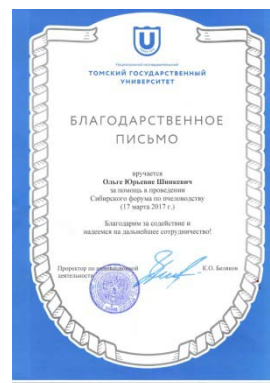 Национальный исследовательский
ТОМСКИЙ ГОСУДАРСТВЕННЫЙ
УНИВЕРСИТЕТ
БЛАГОДАРСТВЕННОЕ
ПИСЬМО
вручается
Ольге Юрьевне Шинкевич
за помощь в проведении
Сибирского форума по пчеловодству
(17 марта 2017 г.)
Благодарим за содействие и
надеемся на дальнейшее сотрудничество!
Проректор по
деятельности
К.О. Беляков